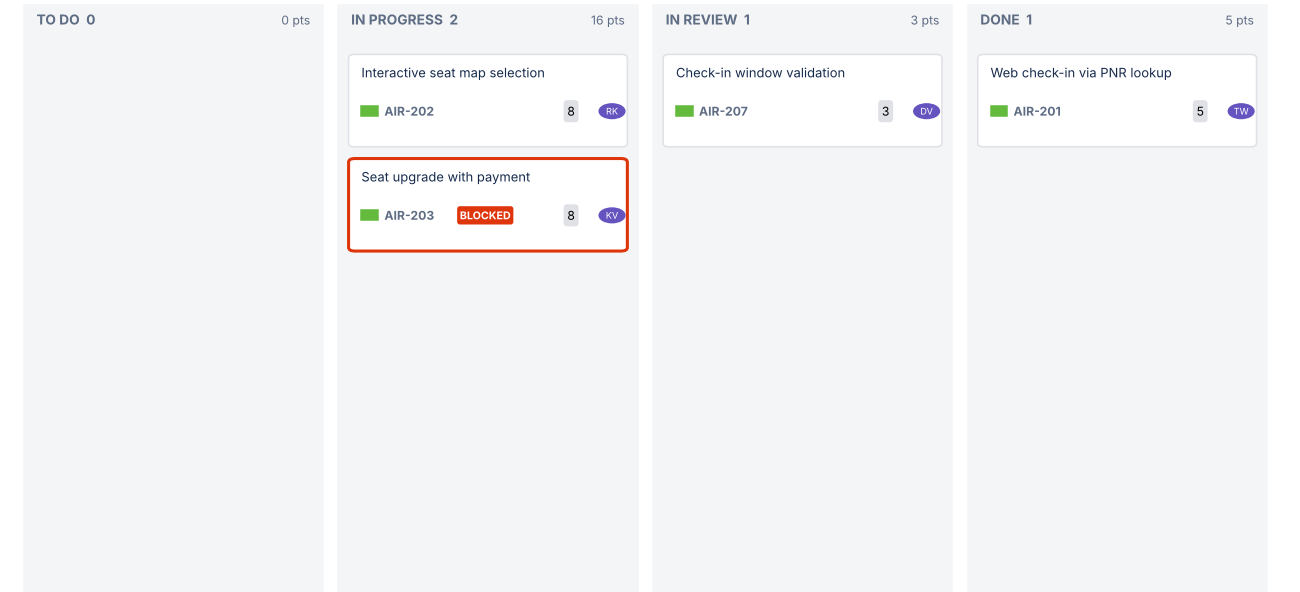 TO DO 0 0 pts
IN PROGRESS 2 16 pts
Interactive seat map selection
AIR-202 8 RK
Seat upgrade with payment
AIR-203 BLOCKED 8 KV
IN REVIEW 1 3 pts
Check-in window validation
AIR-207 3 DV
DONE 1 5 pts
Web check-in via PNR lookup
AIR-201 5 TW